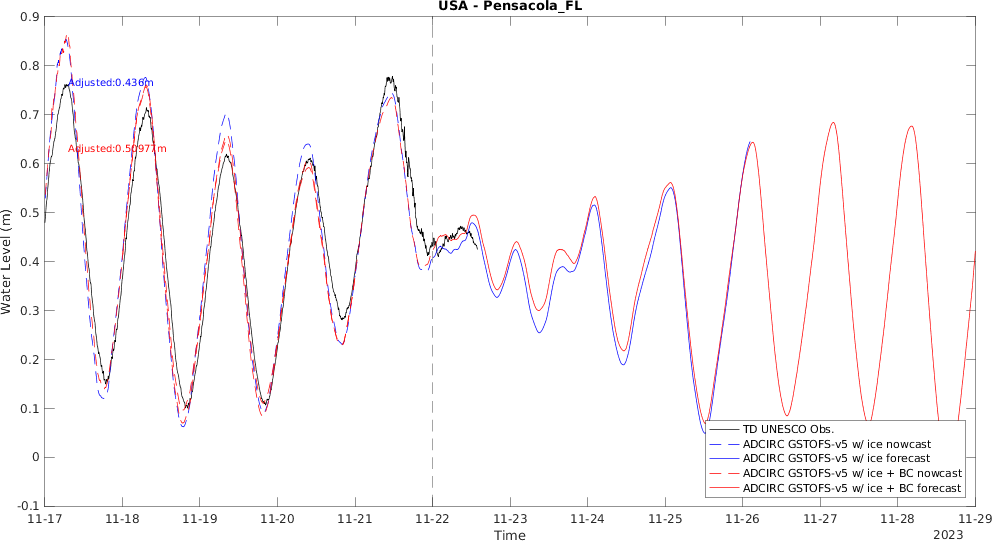 USA - Pensacola_FL
0.9
0.8
0.7
0.6
0.5
0.4
0.3
0.2
0.1
0
-0.1
Water Level (m)
Adjusted:0.436m
Adjusted:0.50977m
TD UNESCO Obs.
ADCIRC GSTOFS-v5 w/ ice nowcast
ADCIRC GSTOFS-v5 w/ ice forecast
ADCIRC GSTOFS-v5 w/ ice + BC nowcast
ADCIRC GSTOFS-v5 w/ ice + BC forecast
11-17 11-18 11-19 11-20 11-21 11-22 11-23 11-24 11-25 11-26 11-27 11-28 11-29
Time
2023